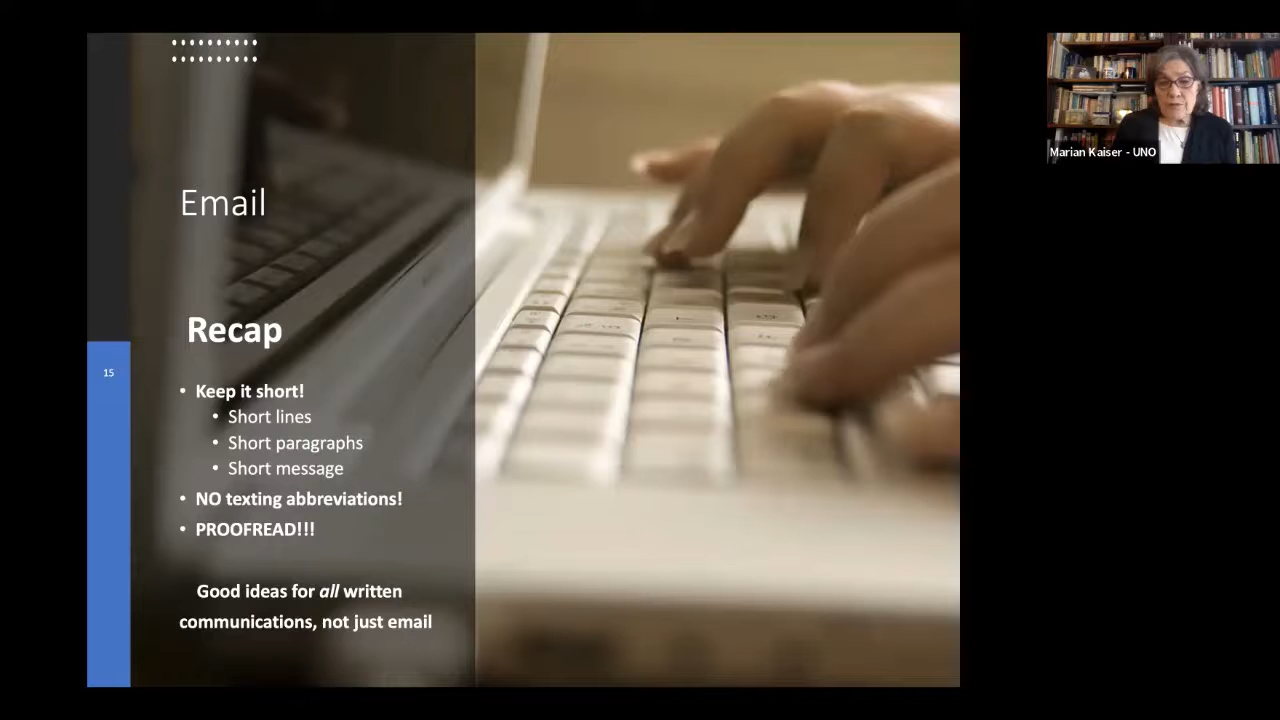 Email
Recap
15
• Keep it short!
• Short lines
• Short paragraphs
• Short message
• NO texting abbreviations!
• PROOFREAD!!!
Good ideas for all written
communications, not just email
Marian Kaiser - UNO